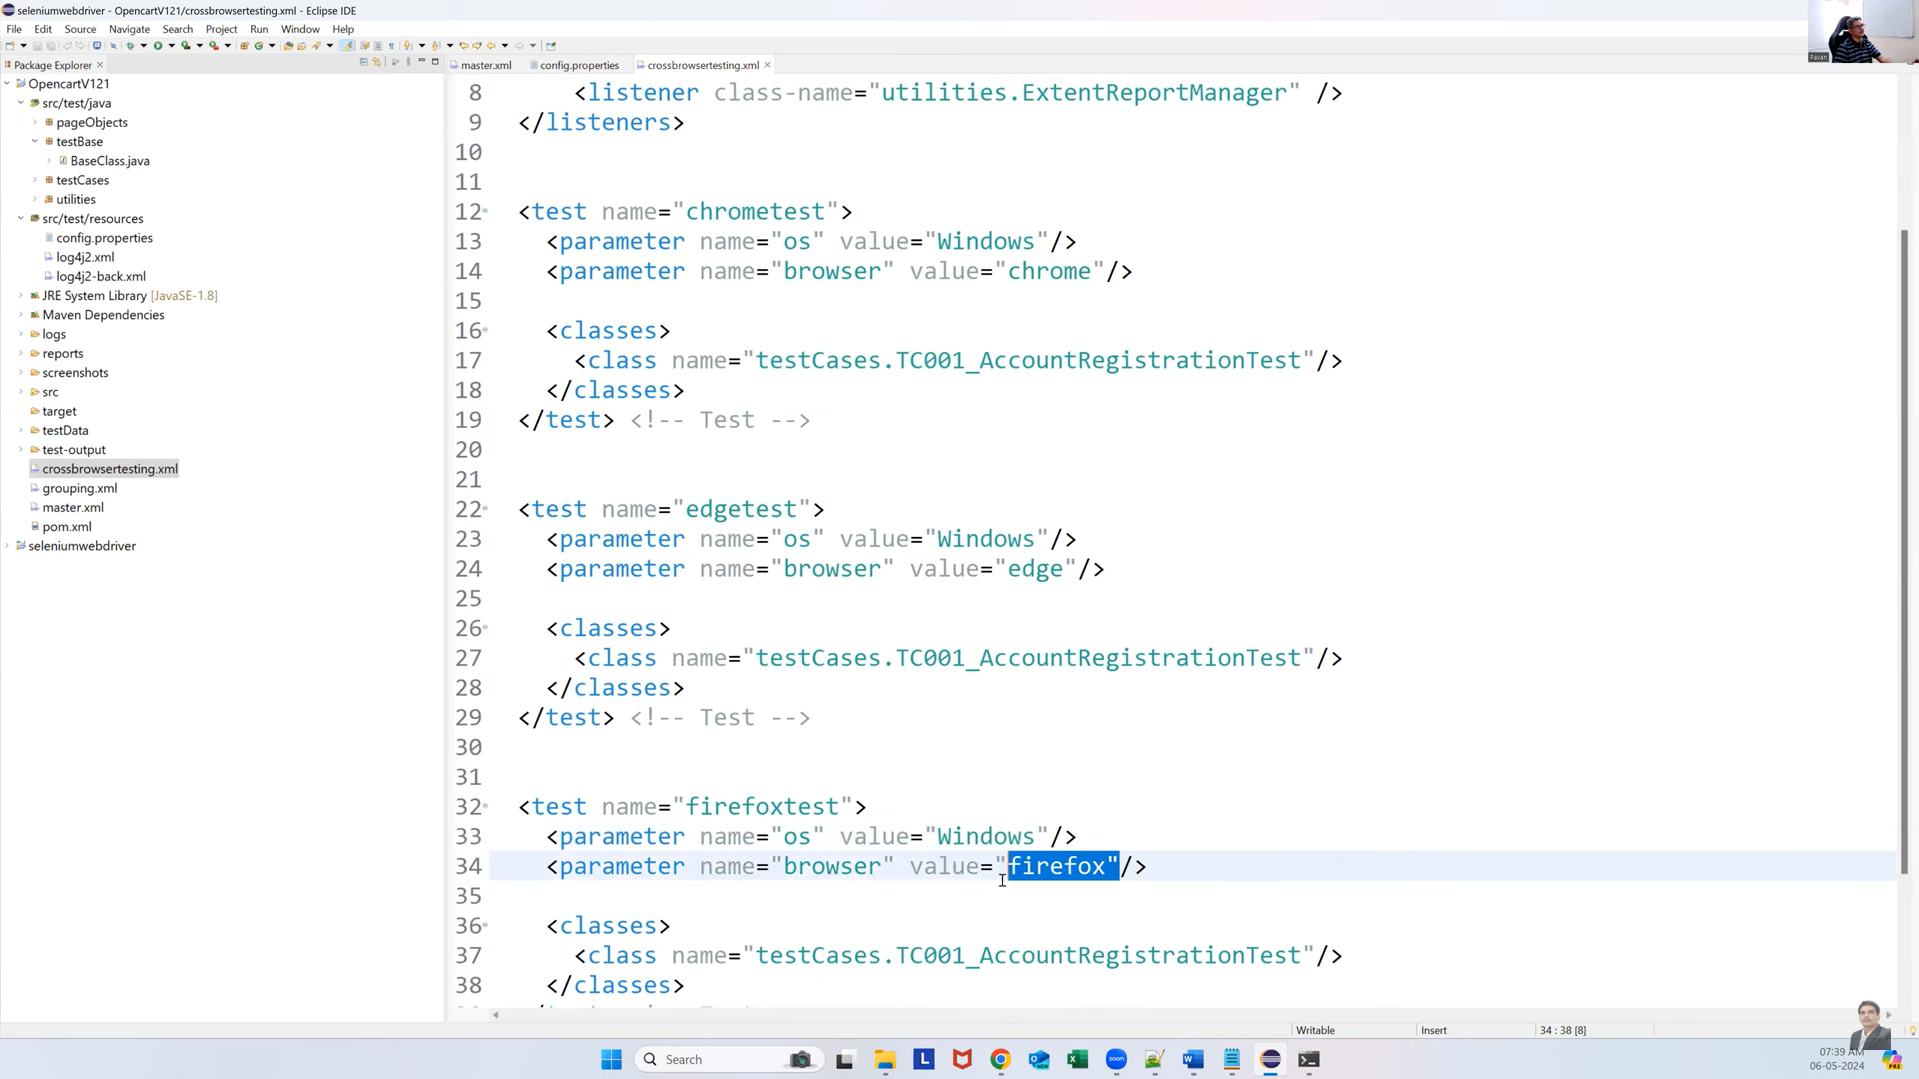 seleniumwebdriver - OpencartV121/crossbrowsertesting.xml - Eclipse IDE
File Edit Source Navigate Search Project Run Window Help
Package Explorer
OpencartV121
src/test/java
pageObjects
testBase
BaseClass.java
testCases
utilities
src/test/resources
config.properties
log4j2.xml
log4j2-back.xml
JRE System Library [JavaSE-1.8]
Maven Dependencies
logs
reports
screenshots
src
target
testData
test-output
crossbrowsertesting.xml
grouping.xml
master.xml
pom.xml
seleniumwebdriver
master.xml config.properties crossbrowsertesting.xml
8 <listener class-name="utilities.ExtentReportManager" />
9 </listeners>
10
11
12 <test name="chrometest">
13 <parameter name="os" value="Windows"/>
14 <parameter name="browser" value="chrome"/>
15
16 <classes>
17 <class name="testCases.TC001_AccountRegistrationTest"/>
18 </classes>
19 </test> <!-- Test -->
20
21
22 <test name="edgetest">
23 <parameter name="os" value="Windows"/>
24 <parameter name="browser" value="edge"/>
25
26 <classes>
27 <class name="testCases.TC001_AccountRegistrationTest"/>
28 </classes>
29 </test> <!-- Test -->
30
31
32 <test name="firefoxtest">
33 <parameter name="os" value="Windows"/>
34 <parameter name="browser" value="firefox"/>
35
36 <classes>
37 <class name="testCases.TC001_AccountRegistrationTest"/>
38 </classes>
Writable Insert 34 : 38 [8]
Search
07:39 AM
06-05-2024
Pavan